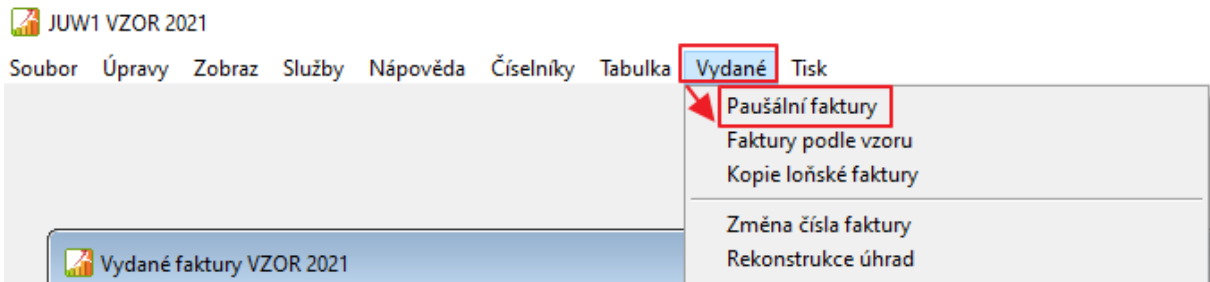 JUW1 VZOR 2021
Soubor Úpravy Zobraz Služby Nápověda Číselníky Tabulka Vydané Tisk
Paušální faktury
Faktury podle vzoru
Kopie loňské faktury
Změna čísla faktury
Rekonstrukce úhrad
Vydané faktury VZOR 2021